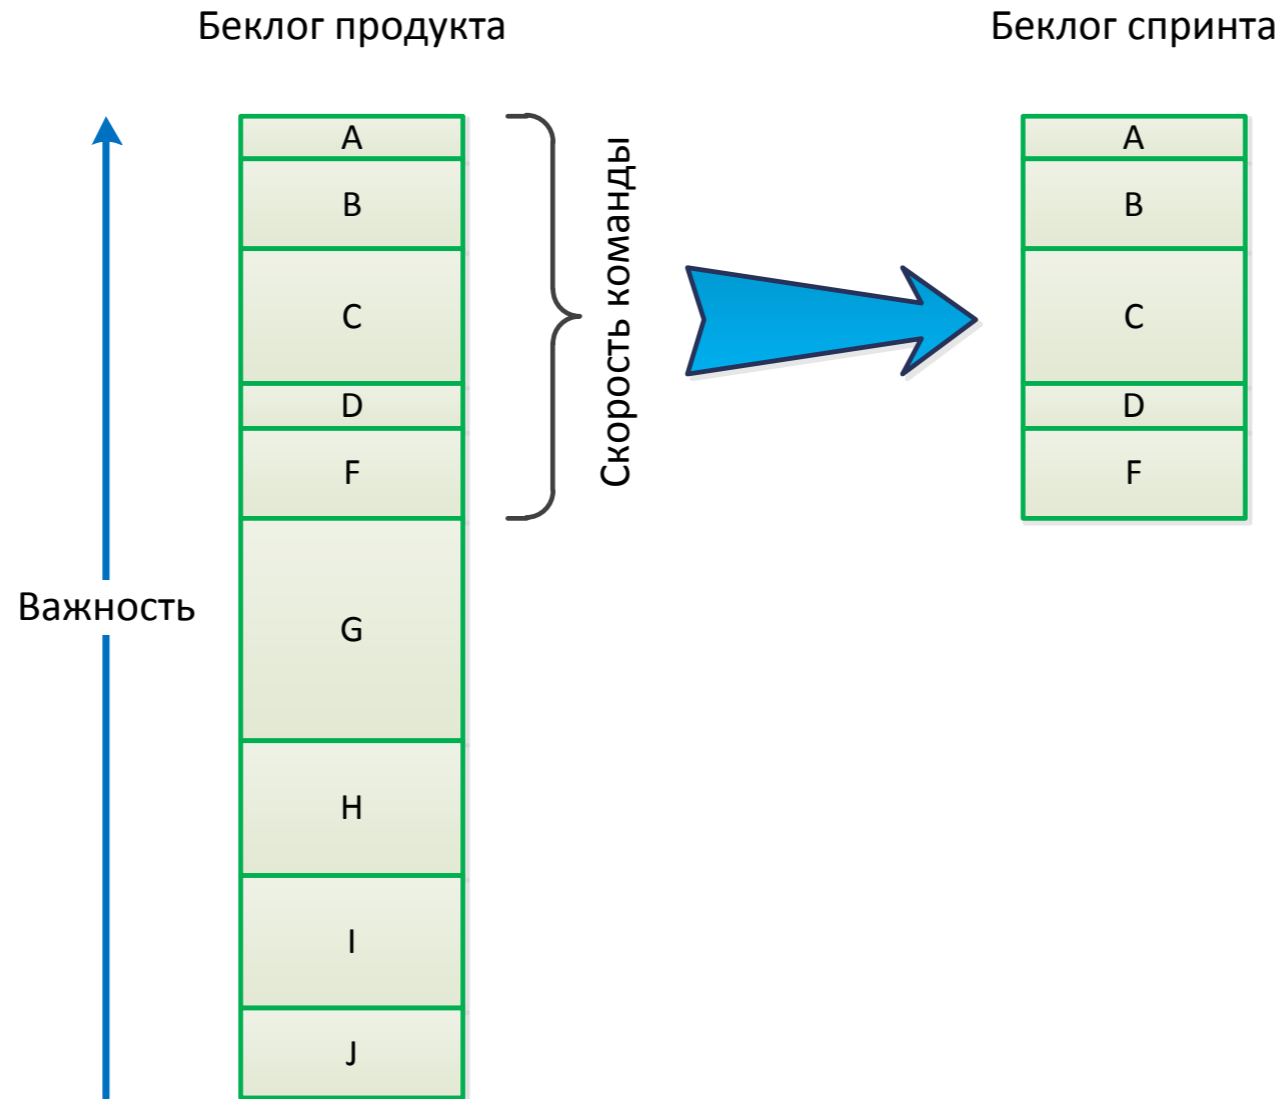 Беклог продукта
Беклог спринта
A
B
C
D
F
G
H
I
J
Важность
Скорость команды
A
B
C
D
F